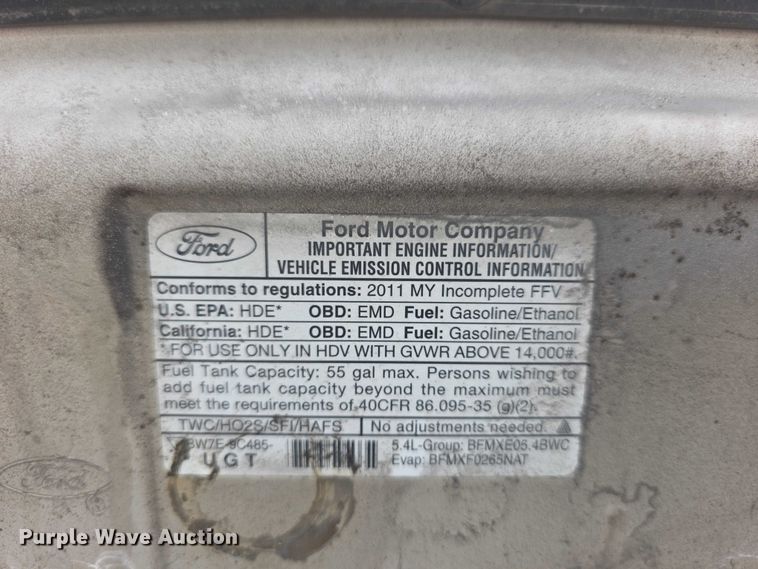 Ford
Ford Motor Company
IMPORTANT ENGINE INFORMATION/
VEHICLE EMISSION CONTROL INFORMATION
Conforms to regulations: 2011 MY Incomplete FFV
U.S. EPA: HDE* OBD: EMD Fuel: Gasoline/Ethanol
California: HDE* OBD: EMD Fuel: Gasoline/Ethanol
*FOR USE ONLY IN HDV WITH GVWR ABOVE 14,000#.
Fuel Tank Capacity: 55 gal max. Persons wishing to
add fuel tank capacity beyond the maximum must
meet the requirements of 40CFR 86.095-35 (g)(2).
TWC/HO2S/SFI/HAFS No adjustments needed.
9C485-
UGT
5.4L-Group: BFMXE05.4BWC
Evap: BFMXF0265NAT
Ford
Purple Wave Auction